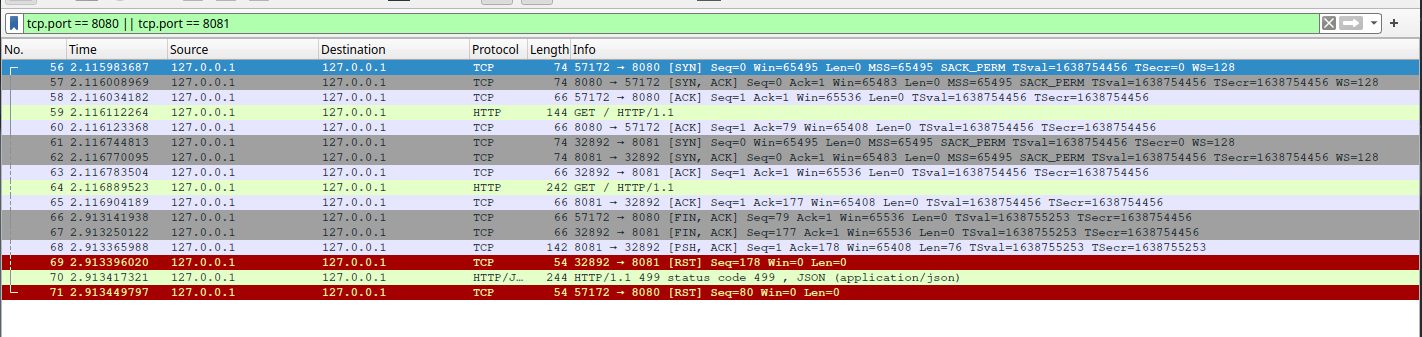 tcp.port == 8080 || tcp.port == 8081
No. Time Source Destination Protocol Length Info
56 2.115983687 127.0.0.1 127.0.0.1 TCP 74 57172 → 8080 [SYN] Seq=0 Win=65495 Len=0 MSS=65495 SACK_PERM TSval=1638754456 TSecr=0 WS=128
57 2.116008969 127.0.0.1 127.0.0.1 TCP 74 8080 → 57172 [SYN, ACK] Seq=0 Ack=1 Win=65483 Len=0 MSS=65495 SACK_PERM TSval=1638754456 TSecr=1638754456 WS=128
58 2.116034182 127.0.0.1 127.0.0.1 TCP 66 57172 → 8080 [ACK] Seq=1 Ack=1 Win=65536 Len=0 TSval=1638754456 TSecr=1638754456
59 2.116112264 127.0.0.1 127.0.0.1 HTTP 144 GET / HTTP/1.1
60 2.116123368 127.0.0.1 127.0.0.1 TCP 66 8080 → 57172 [ACK] Seq=1 Ack=79 Win=65408 Len=0 TSval=1638754456 TSecr=1638754456
61 2.116744813 127.0.0.1 127.0.0.1 TCP 74 32892 → 8081 [SYN] Seq=0 Win=65495 Len=0 MSS=65495 SACK_PERM TSval=1638754456 TSecr=0 WS=128
62 2.116770095 127.0.0.1 127.0.0.1 TCP 74 8081 → 32892 [SYN, ACK] Seq=0 Ack=1 Win=65483 Len=0 MSS=65495 SACK_PERM TSval=1638754456 TSecr=1638754456 WS=128
63 2.116783504 127.0.0.1 127.0.0.1 TCP 66 32892 → 8081 [ACK] Seq=1 Ack=1 Win=65536 Len=0 TSval=1638754456 TSecr=1638754456
64 2.116889523 127.0.0.1 127.0.0.1 HTTP 242 GET / HTTP/1.1
65 2.116904189 127.0.0.1 127.0.0.1 TCP 66 8081 → 32892 [ACK] Seq=1 Ack=177 Win=65408 Len=0 TSval=1638754456 TSecr=1638754456
66 2.913141938 127.0.0.1 127.0.0.1 TCP 66 57172 → 8080 [FIN, ACK] Seq=79 Ack=1 Win=65536 Len=0 TSval=1638755253 TSecr=1638754456
67 2.913250122 127.0.0.1 127.0.0.1 TCP 66 32892 → 8081 [FIN, ACK] Seq=177 Ack=1 Win=65536 Len=0 TSval=1638755253 TSecr=1638754456
68 2.913365988 127.0.0.1 127.0.0.1 TCP 142 8081 → 32892 [PSH, ACK] Seq=1 Ack=178 Win=65408 Len=76 TSval=1638755253 TSecr=1638755253
69 2.913396020 127.0.0.1 127.0.0.1 TCP 54 32892 → 8081 [RST] Seq=178 Win=0 Len=0
70 2.913417321 127.0.0.1 127.0.0.1 HTTP/J… 244 HTTP/1.1 499 status code 499 , JSON (application/json)
71 2.913449797 127.0.0.1 127.0.0.1 TCP 54 57172 → 8080 [RST] Seq=80 Win=0 Len=0